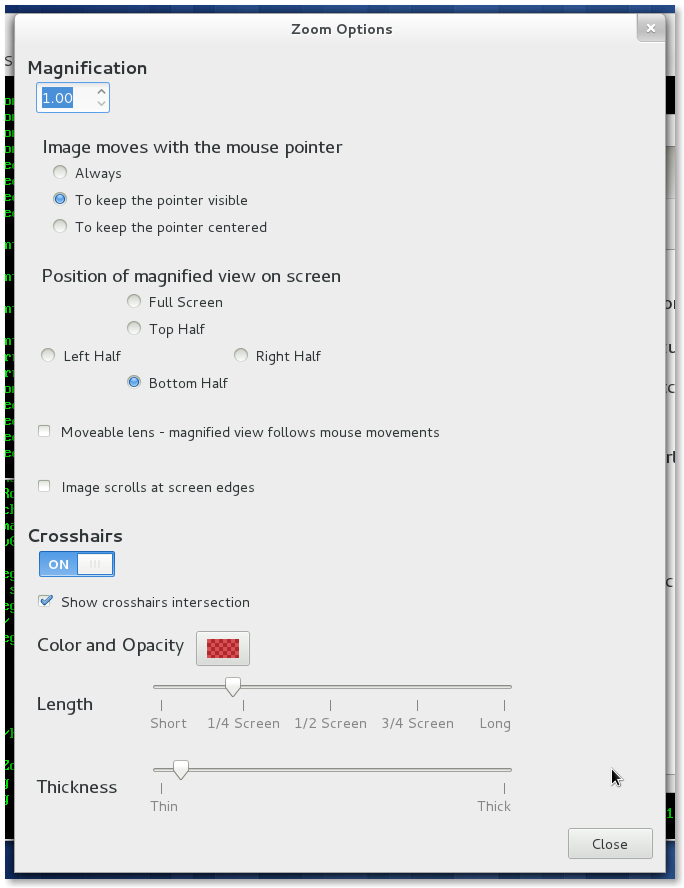 Zoom Options
Magnification
1.00
Image moves with the mouse pointer
Always
To keep the pointer visible
To keep the pointer centered
Position of magnified view on screen
Full Screen
Top Half
Left Half Right Half
Bottom Half
Moveable lens - magnified view follows mouse movements
Image scrolls at screen edges
Crosshairs
ON
Show crosshairs intersection
Color and Opacity
Length
Short 1/4 Screen 1/2 Screen 3/4 Screen Long
Thickness
Thin Thick
Close